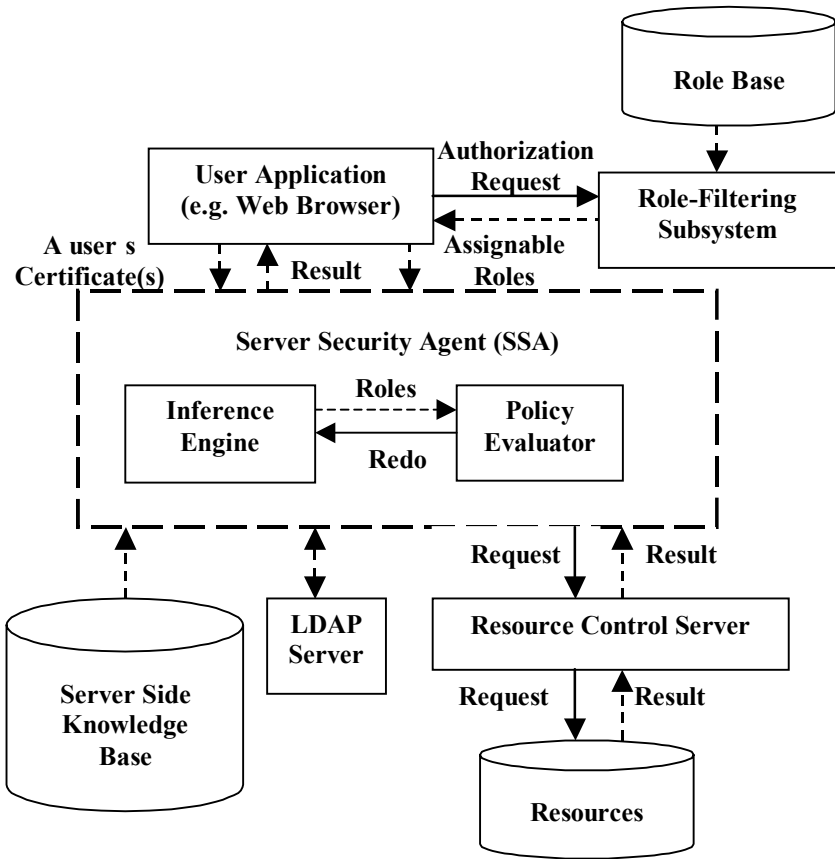 Role Base
Authorization
Request
User Application
(e.g. Web Browser)
Role-Filtering
Subsystem
A user s
Certificate(s)
Result
Assignable
Roles
Server Security Agent (SSA)
Inference
Engine
Roles
Redo
Policy
Evaluator
Request
Result
LDAP
Server
Resource Control Server
Server Side
Knowledge
Base
Request
Result
Resources